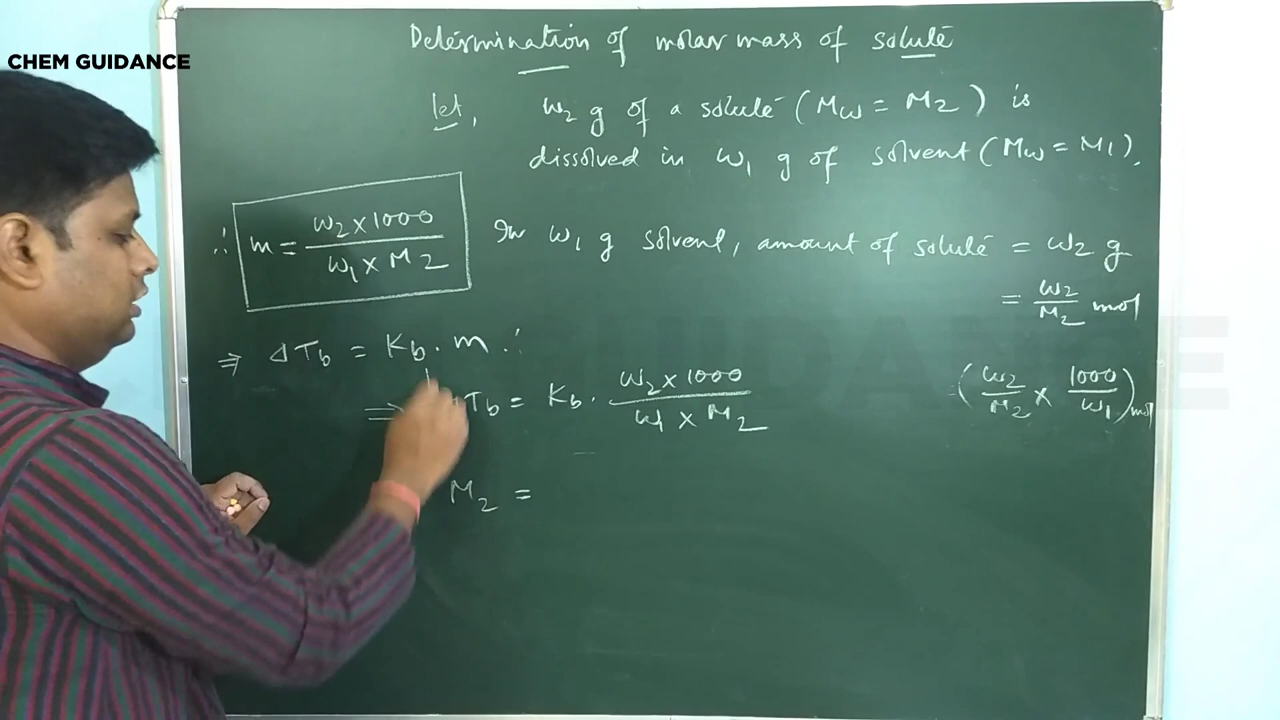 CHEM GUIDANCE
Determination of molar mass of solute
let, w₂ g of a solute (Mw = M₂) is
dissolved in w₁ g of solvent (Mw = M1).
∴ m = w₂ x 1000 / w₁ x M₂
In w₁ g solvent, amount of solute = w₂ g
= w₂/M₂ mol
⇒ ΔTb = Kb · m ∴
= (w₂/M₂ x 1000/w₁) mol
⇒ ΔTb = Kb · w₂ x 1000 / w₁ x M₂
M₂ =